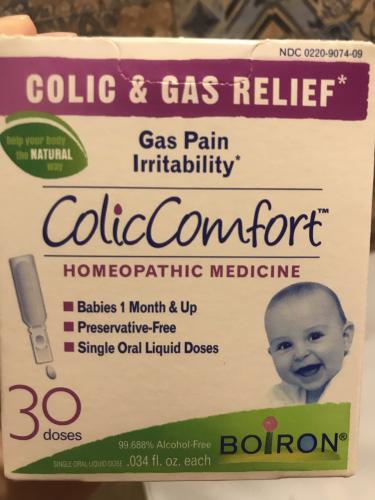 NDC 0220-9074-09
COLIC & GAS RELIEF*
help your body
the NATURAL
way
Gas Pain
Irritability*
ColicComfort™
HOMEOPATHIC MEDICINE
Babies 1 Month & Up
Preservative-Free
Single Oral Liquid Doses
30
doses
99.688% Alcohol-Free
SINGLE ORAL LIQUID DOSE .034 fl. oz. each
BOIRON®